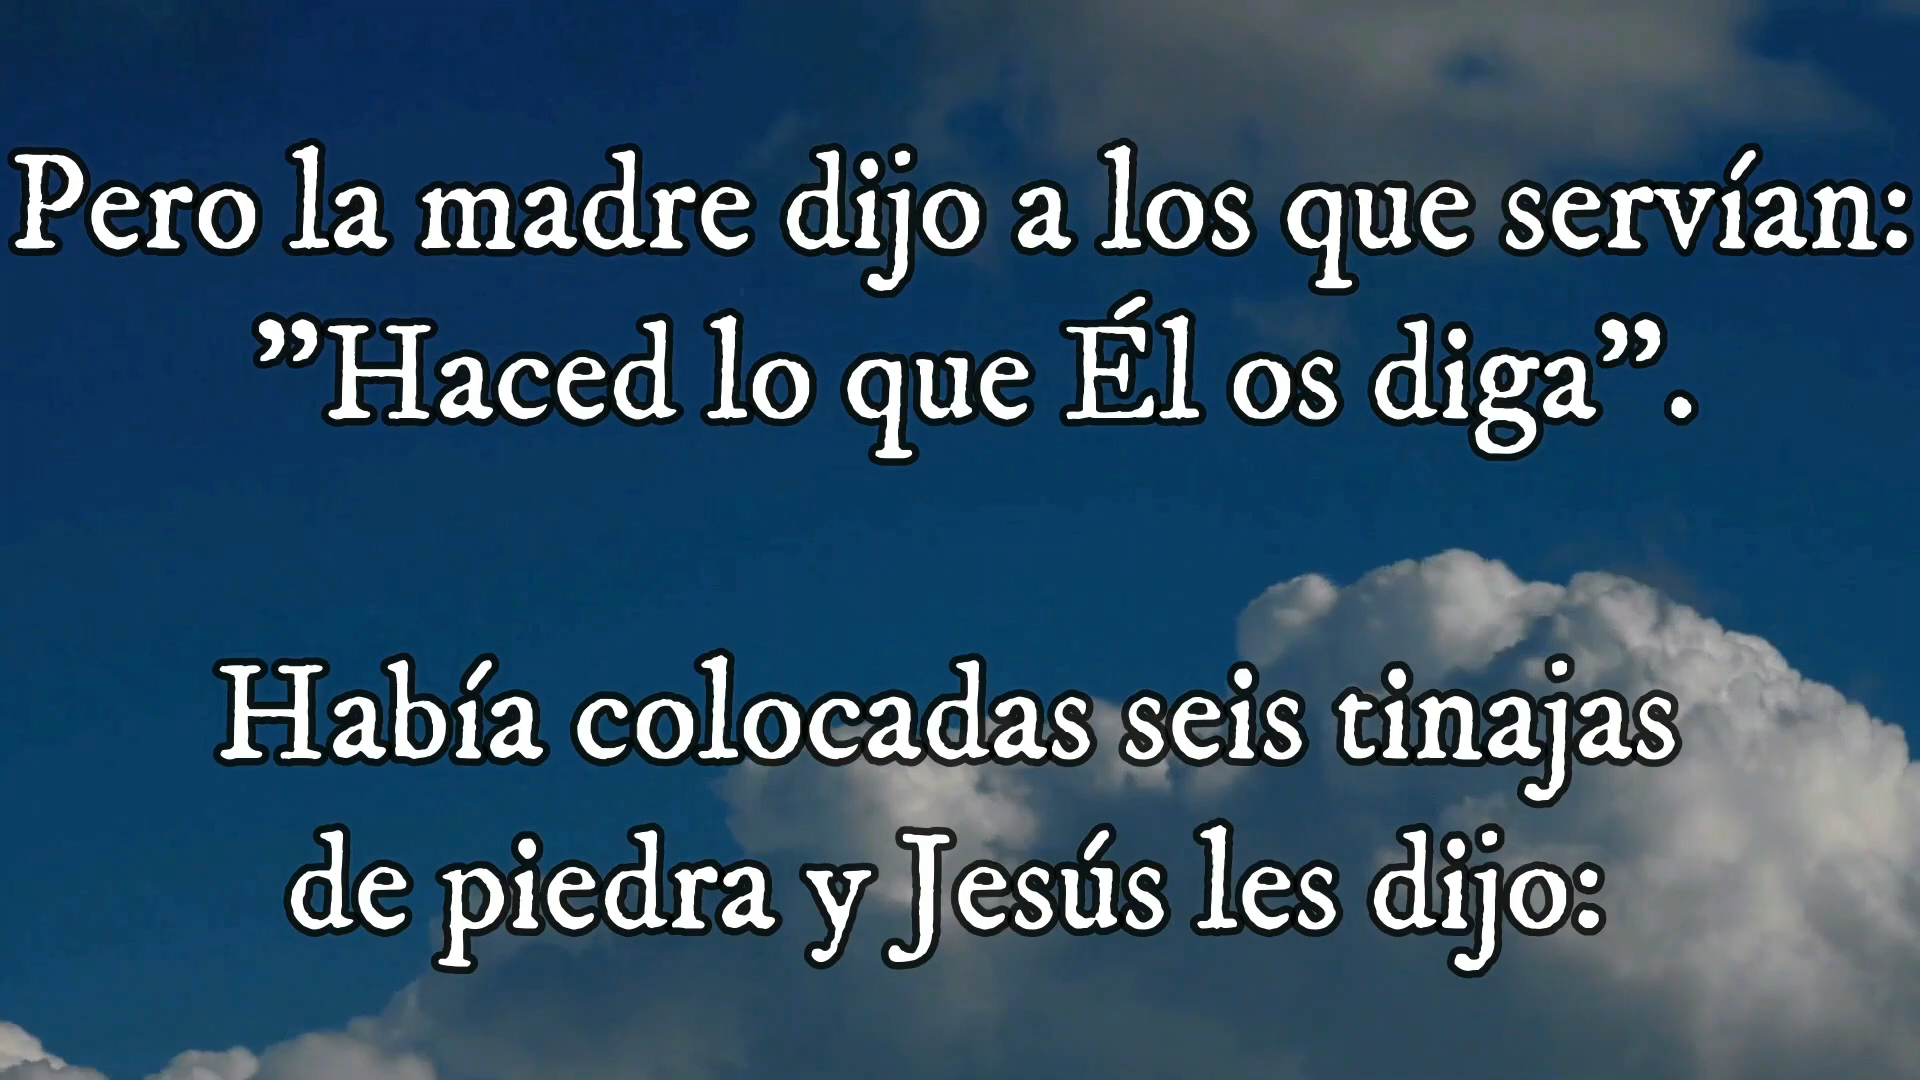 Pero la madre dijo a los que servían:
”Haced lo que Él os diga”.
Había colocadas seis tinajas
de piedra y Jesús les dijo: